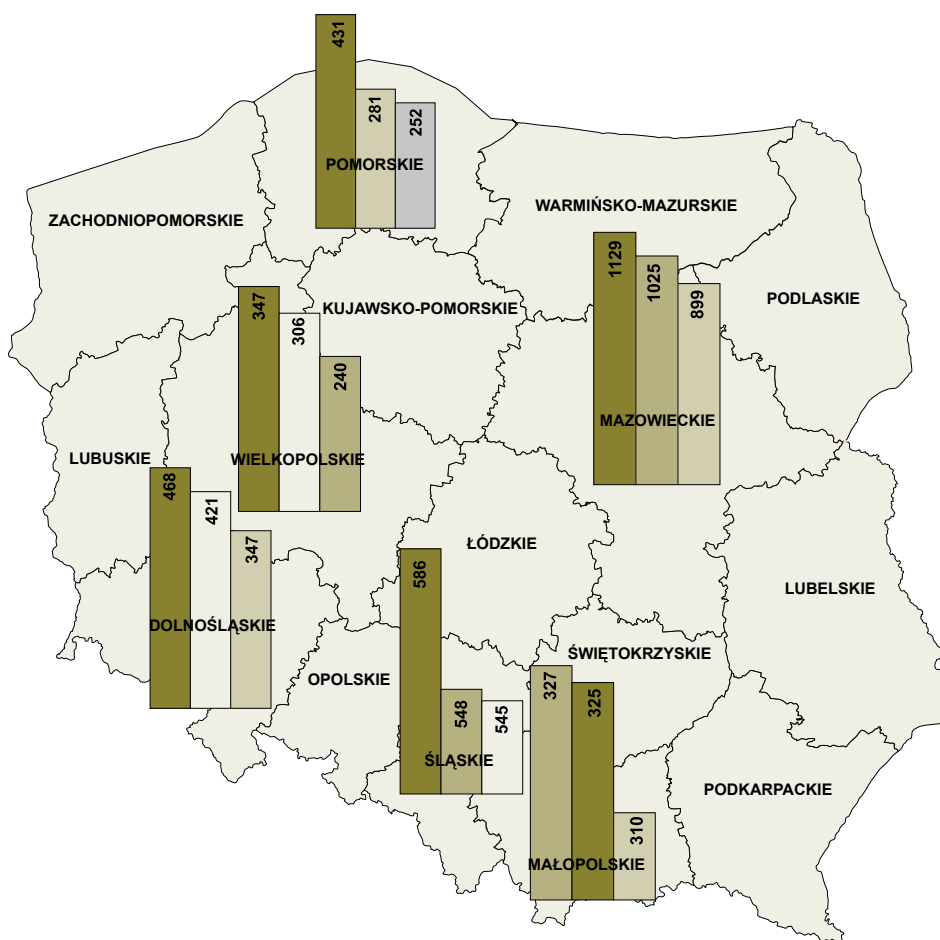 431
281
252
POMORSKIE
ZACHODNIOPOMORSKIE
WARMIŃSKO-MAZURSKIE
1129
1025
899
PODLASKIE
347
306
240
KUJAWSKO-POMORSKIE
MAZOWIECKIE
LUBUSKIE
WIELKOPOLSKIE
468
421
347
ŁÓDZKIE
586
548
545
LUBELSKIE
DOLNOŚLĄSKIE
OPOLSKIE
ŚWIĘTOKRZYSKIE
327
325
310
ŚLĄSKIE
PODKARPACKIE
MAŁOPOLSKIE